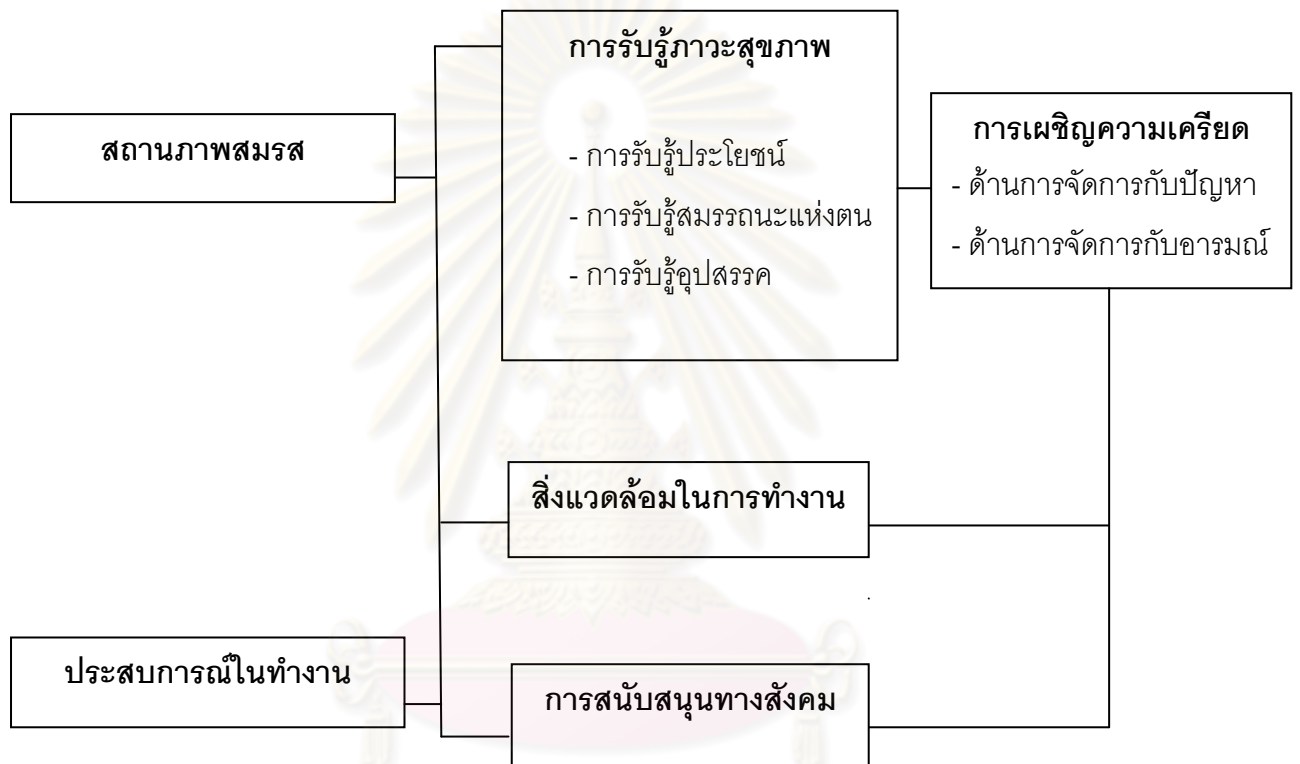 การรับรู้ภาวะสุขภาพ
- การรับรู้ประโยชน์
- การรับรู้สมรรถนะแห่งตน
- การรับรู้อุปสรรค
สถานภาพสมรส
การเผชิญความเครียด
- ด้านการจัดการกับปัญหา
- ด้านการจัดการกับอารมณ์
สิ่งแวดล้อมในการทำงาน
ประสบการณ์ในทำงาน
การสนับสนุนทางสังคม